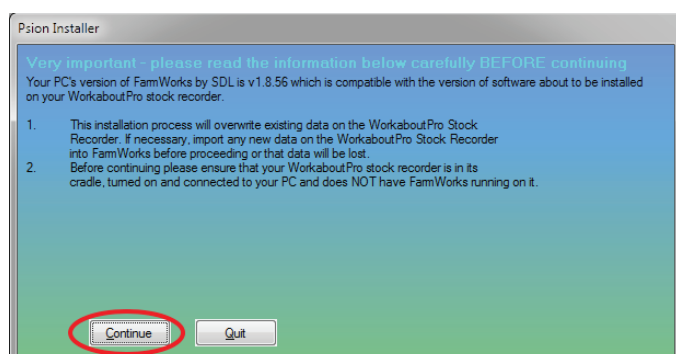 Psion Installer
Very important - please read the information below carefully BEFORE continuing
Your PC's version of FarmWorks by SDL is v1.8.56 which is compatible with the version of software about to be installed
on your WorkaboutPro stock recorder.
1. This installation process will overwrite existing data on the WorkaboutPro Stock
Recorder. If necessary, import any new data on the WorkaboutPro Stock Recorder
into FarmWorks before proceeding or that data will be lost.
2. Before continuing please ensure that your WorkaboutPro stock recorder is in its
cradle, turned on and connected to your PC and does NOT have FarmWorks running on it.
Continue Quit